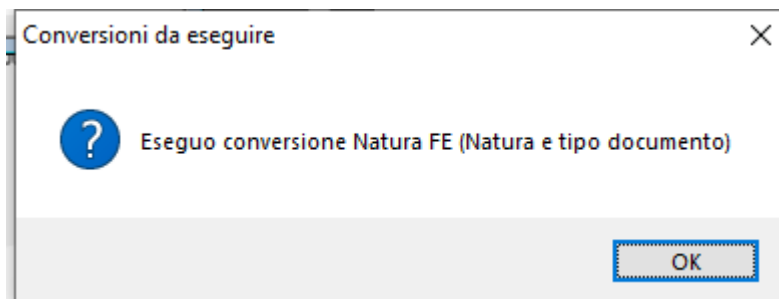 Conversioni da eseguire
Eseguo conversione Natura FE (Natura e tipo documento)
OK